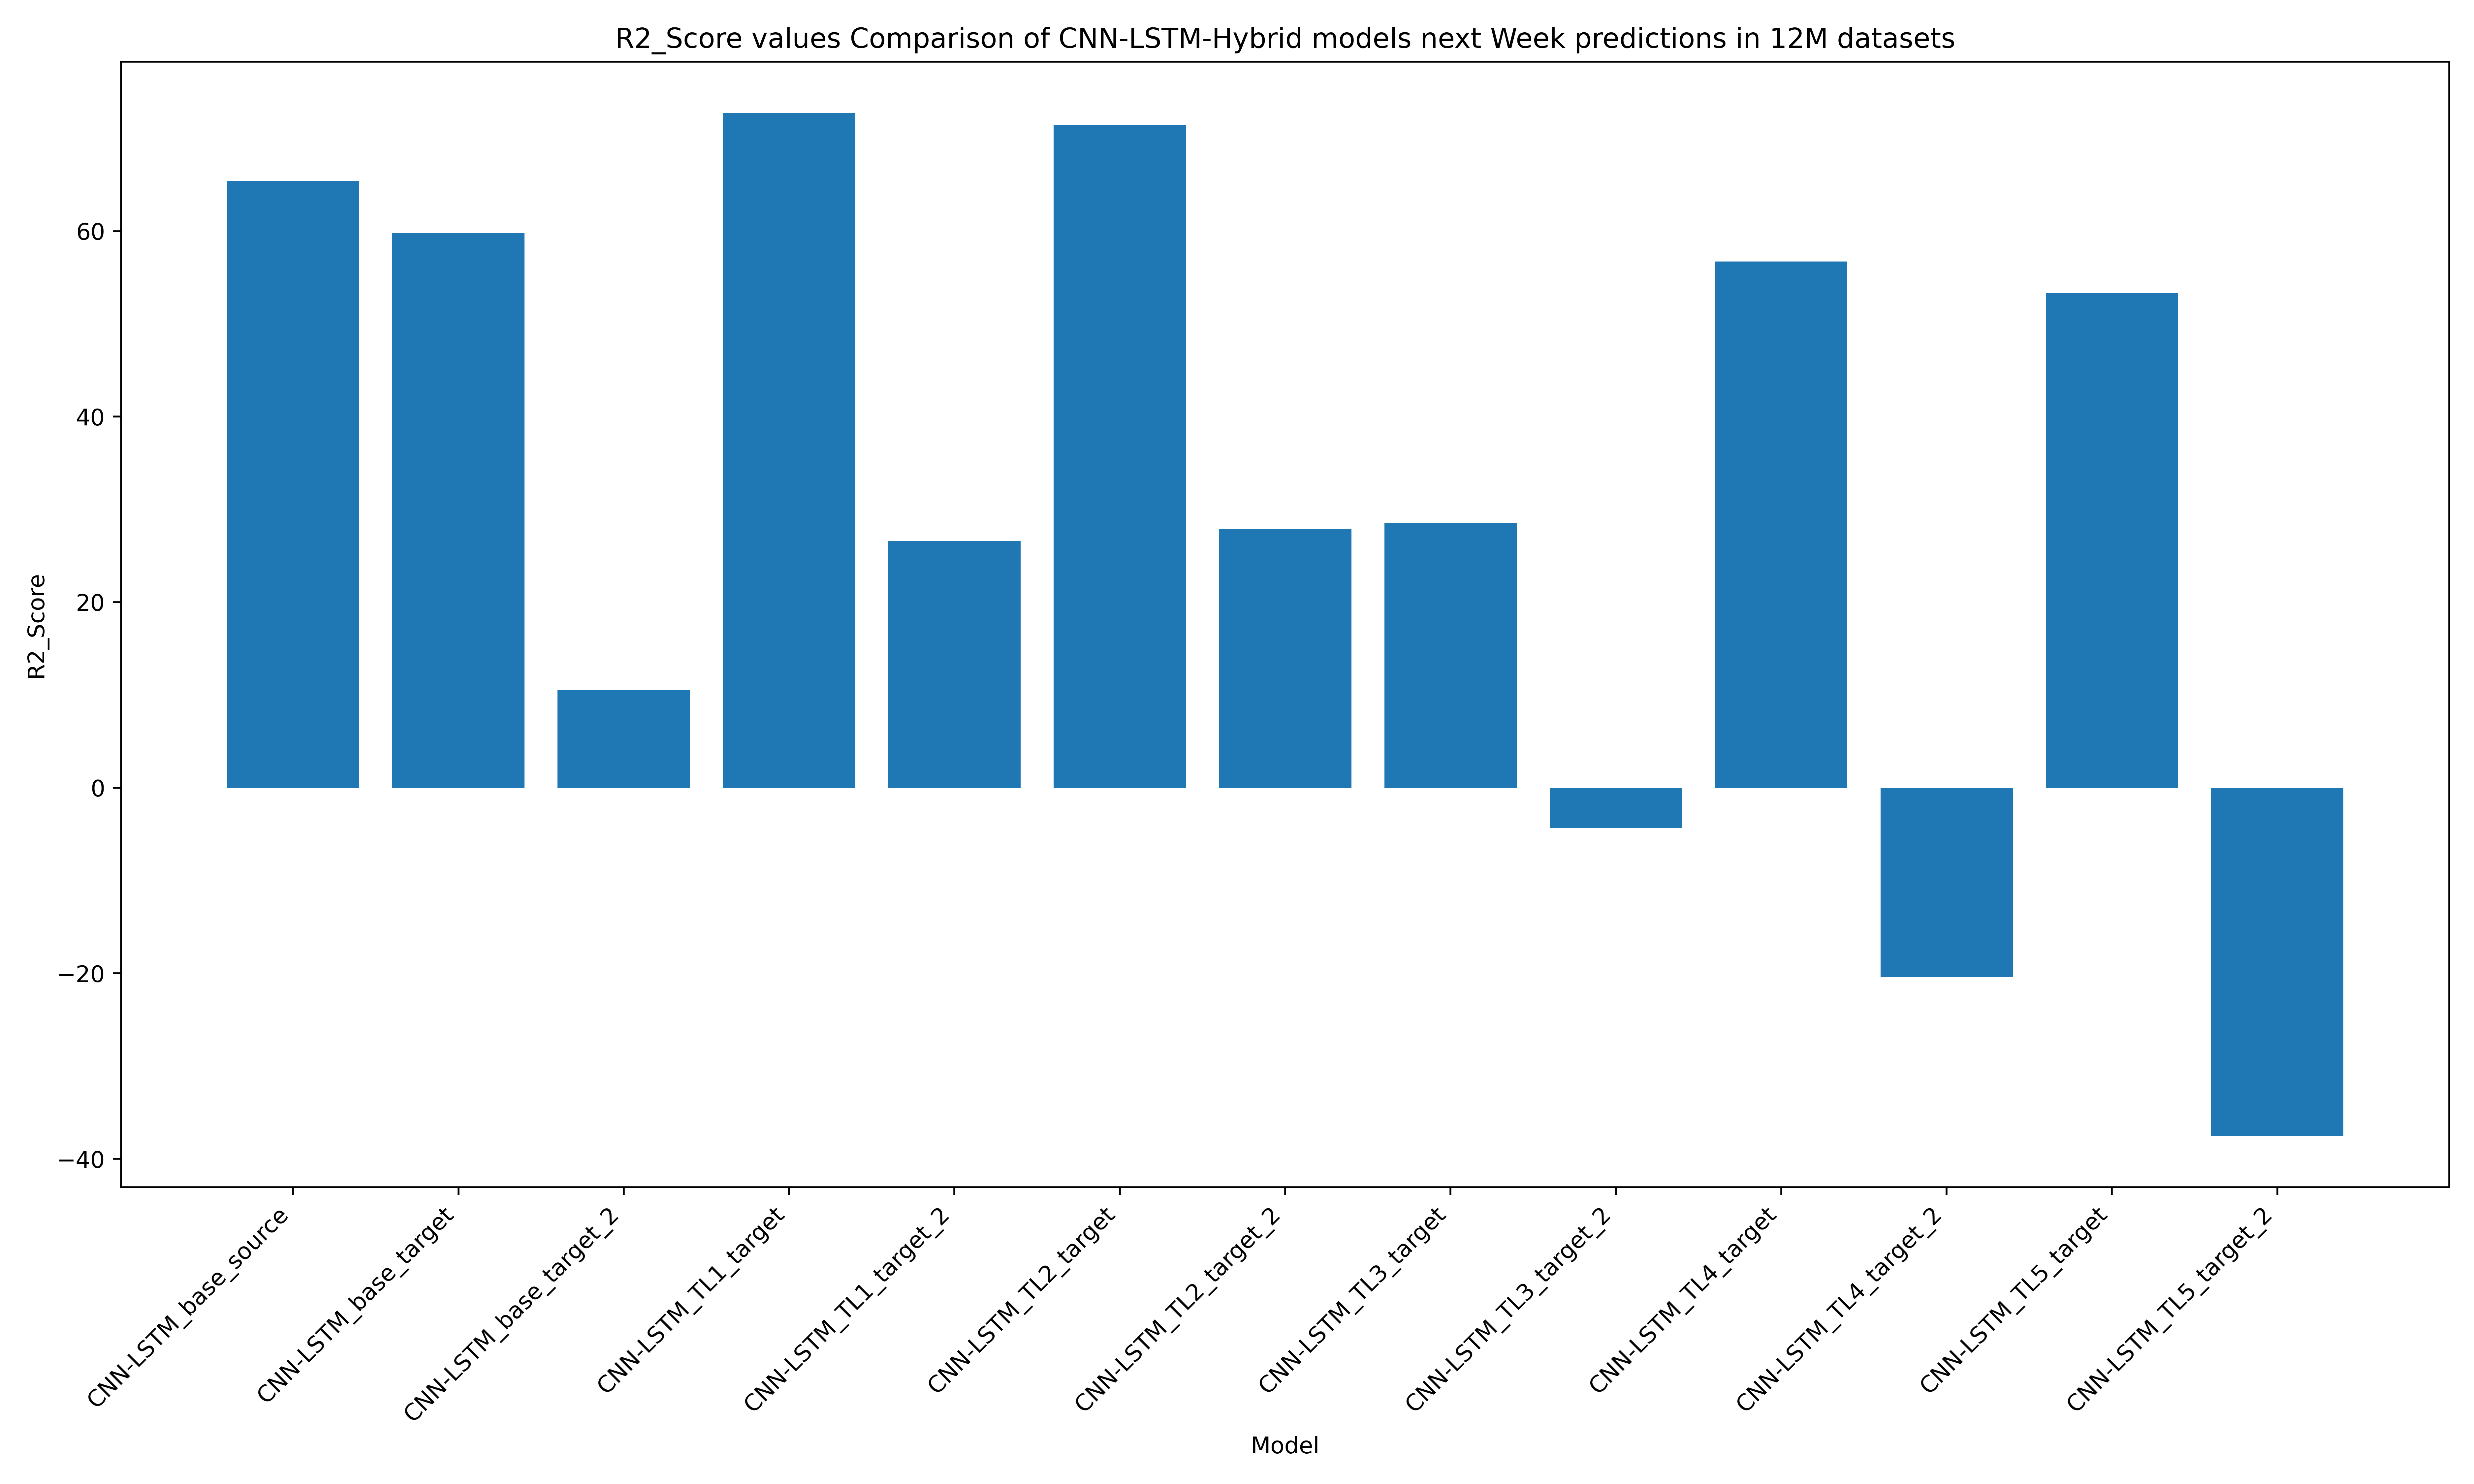 R2_Score values Comparison of CNN-LSTM-Hybrid models next Week predictions in 12M datasets
R2_Score
60
40
20
0
−20
−40
CNN-LSTM_base_source
CNN-LSTM_base_target
CNN-LSTM_base_target_2
CNN-LSTM_TL1_target
CNN-LSTM_TL1_target_2
CNN-LSTM_TL2_target
CNN-LSTM_TL2_target_2
CNN-LSTM_TL3_target
CNN-LSTM_TL3_target_2
CNN-LSTM_TL4_target
CNN-LSTM_TL4_target_2
CNN-LSTM_TL5_target
CNN-LSTM_TL5_target_2
Model